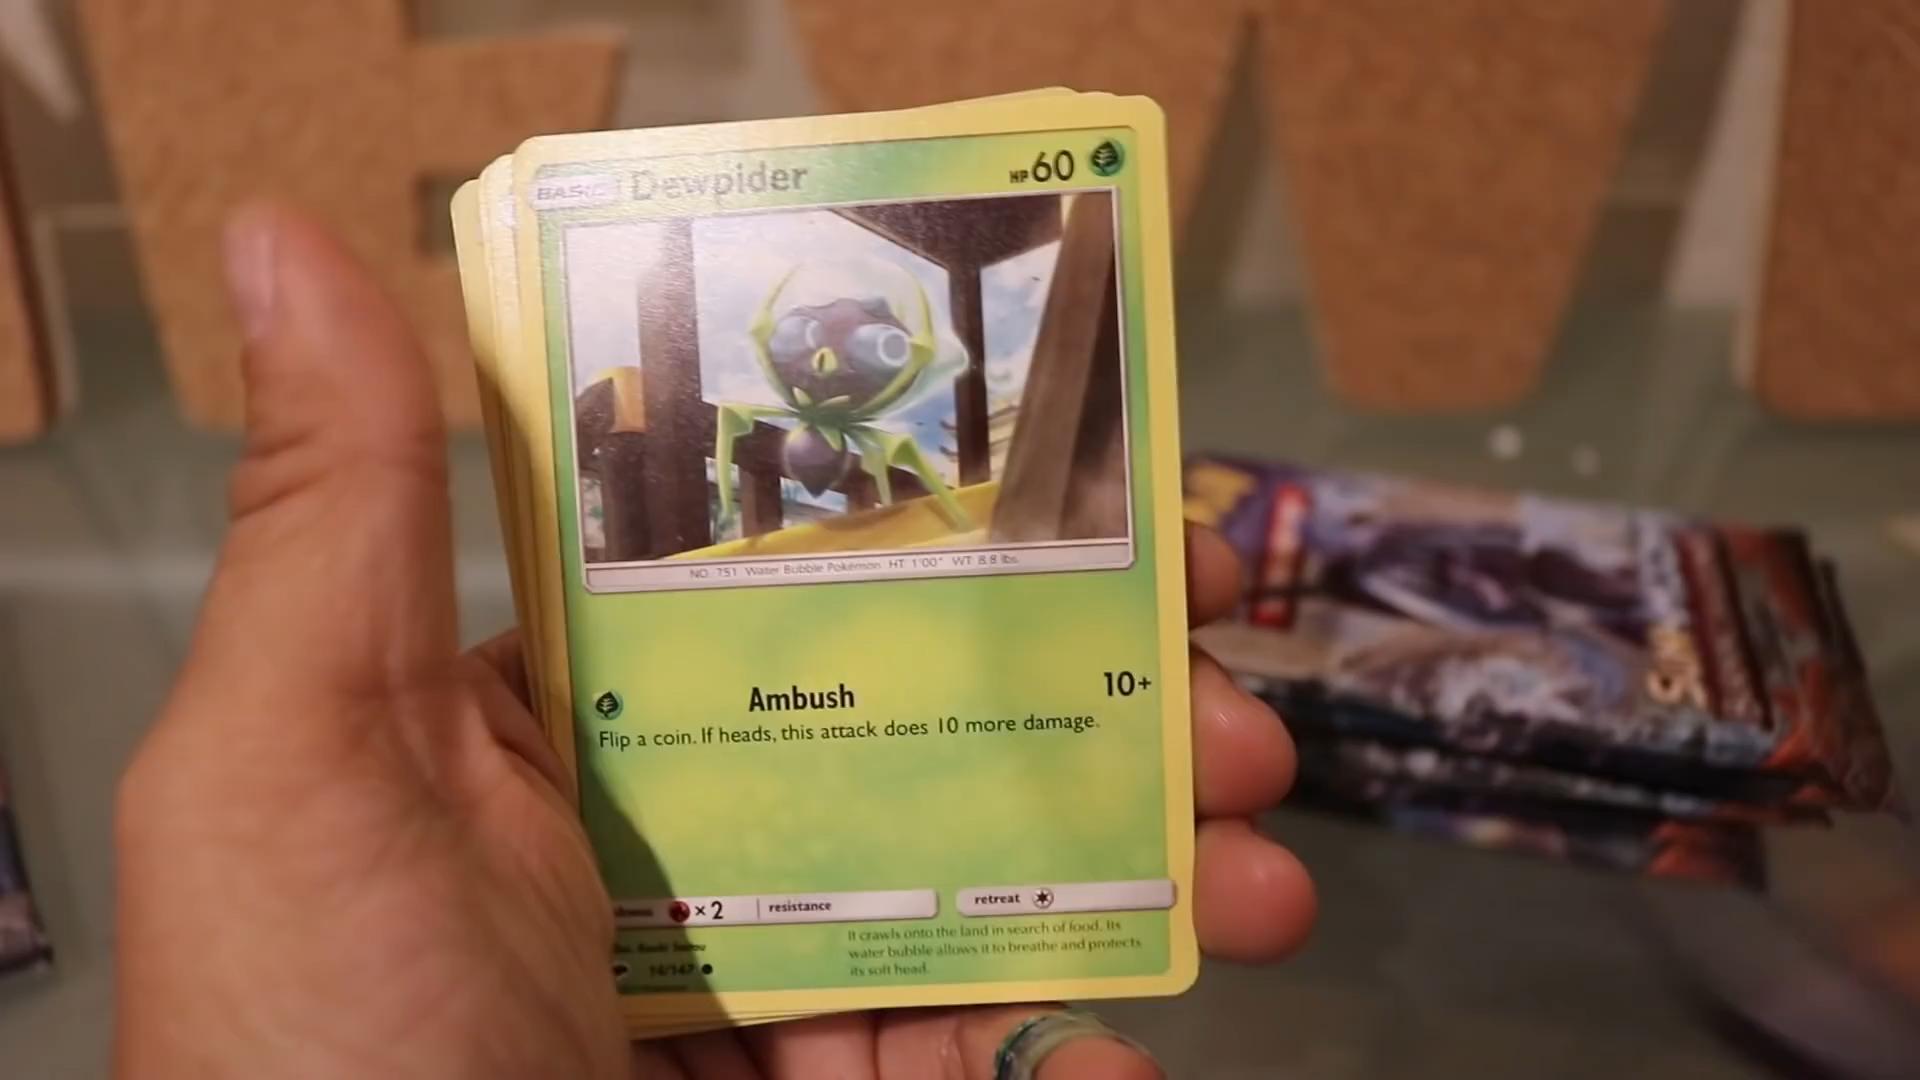 BASIC Dewpider HP60
NO. 751 Water Bubble Pokémon HT 1'00" WT 8.8 lbs.
Ambush 10+
Flip a coin. If heads, this attack does 10 more damage.
×2 resistance retreat
It crawls onto the land in search of food. Its
water bubble allows it to breathe and protects
its soft head.
14/147